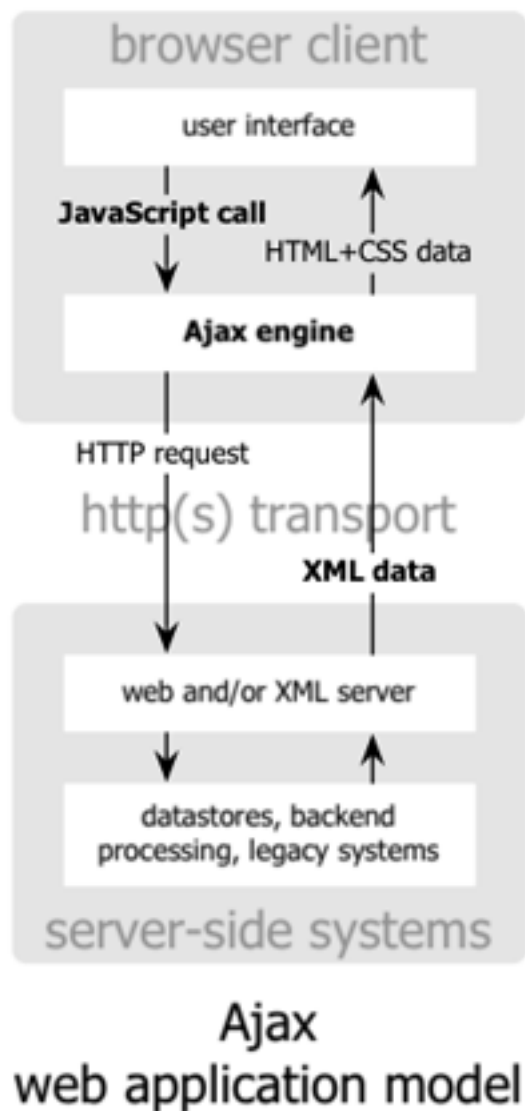 browser client
user interface
JavaScript call
HTML+CSS data
Ajax engine
HTTP request
http(s) transport
XML data
web and/or XML server
datastores, backend
processing, legacy systems
server-side systems
Ajax
web application model